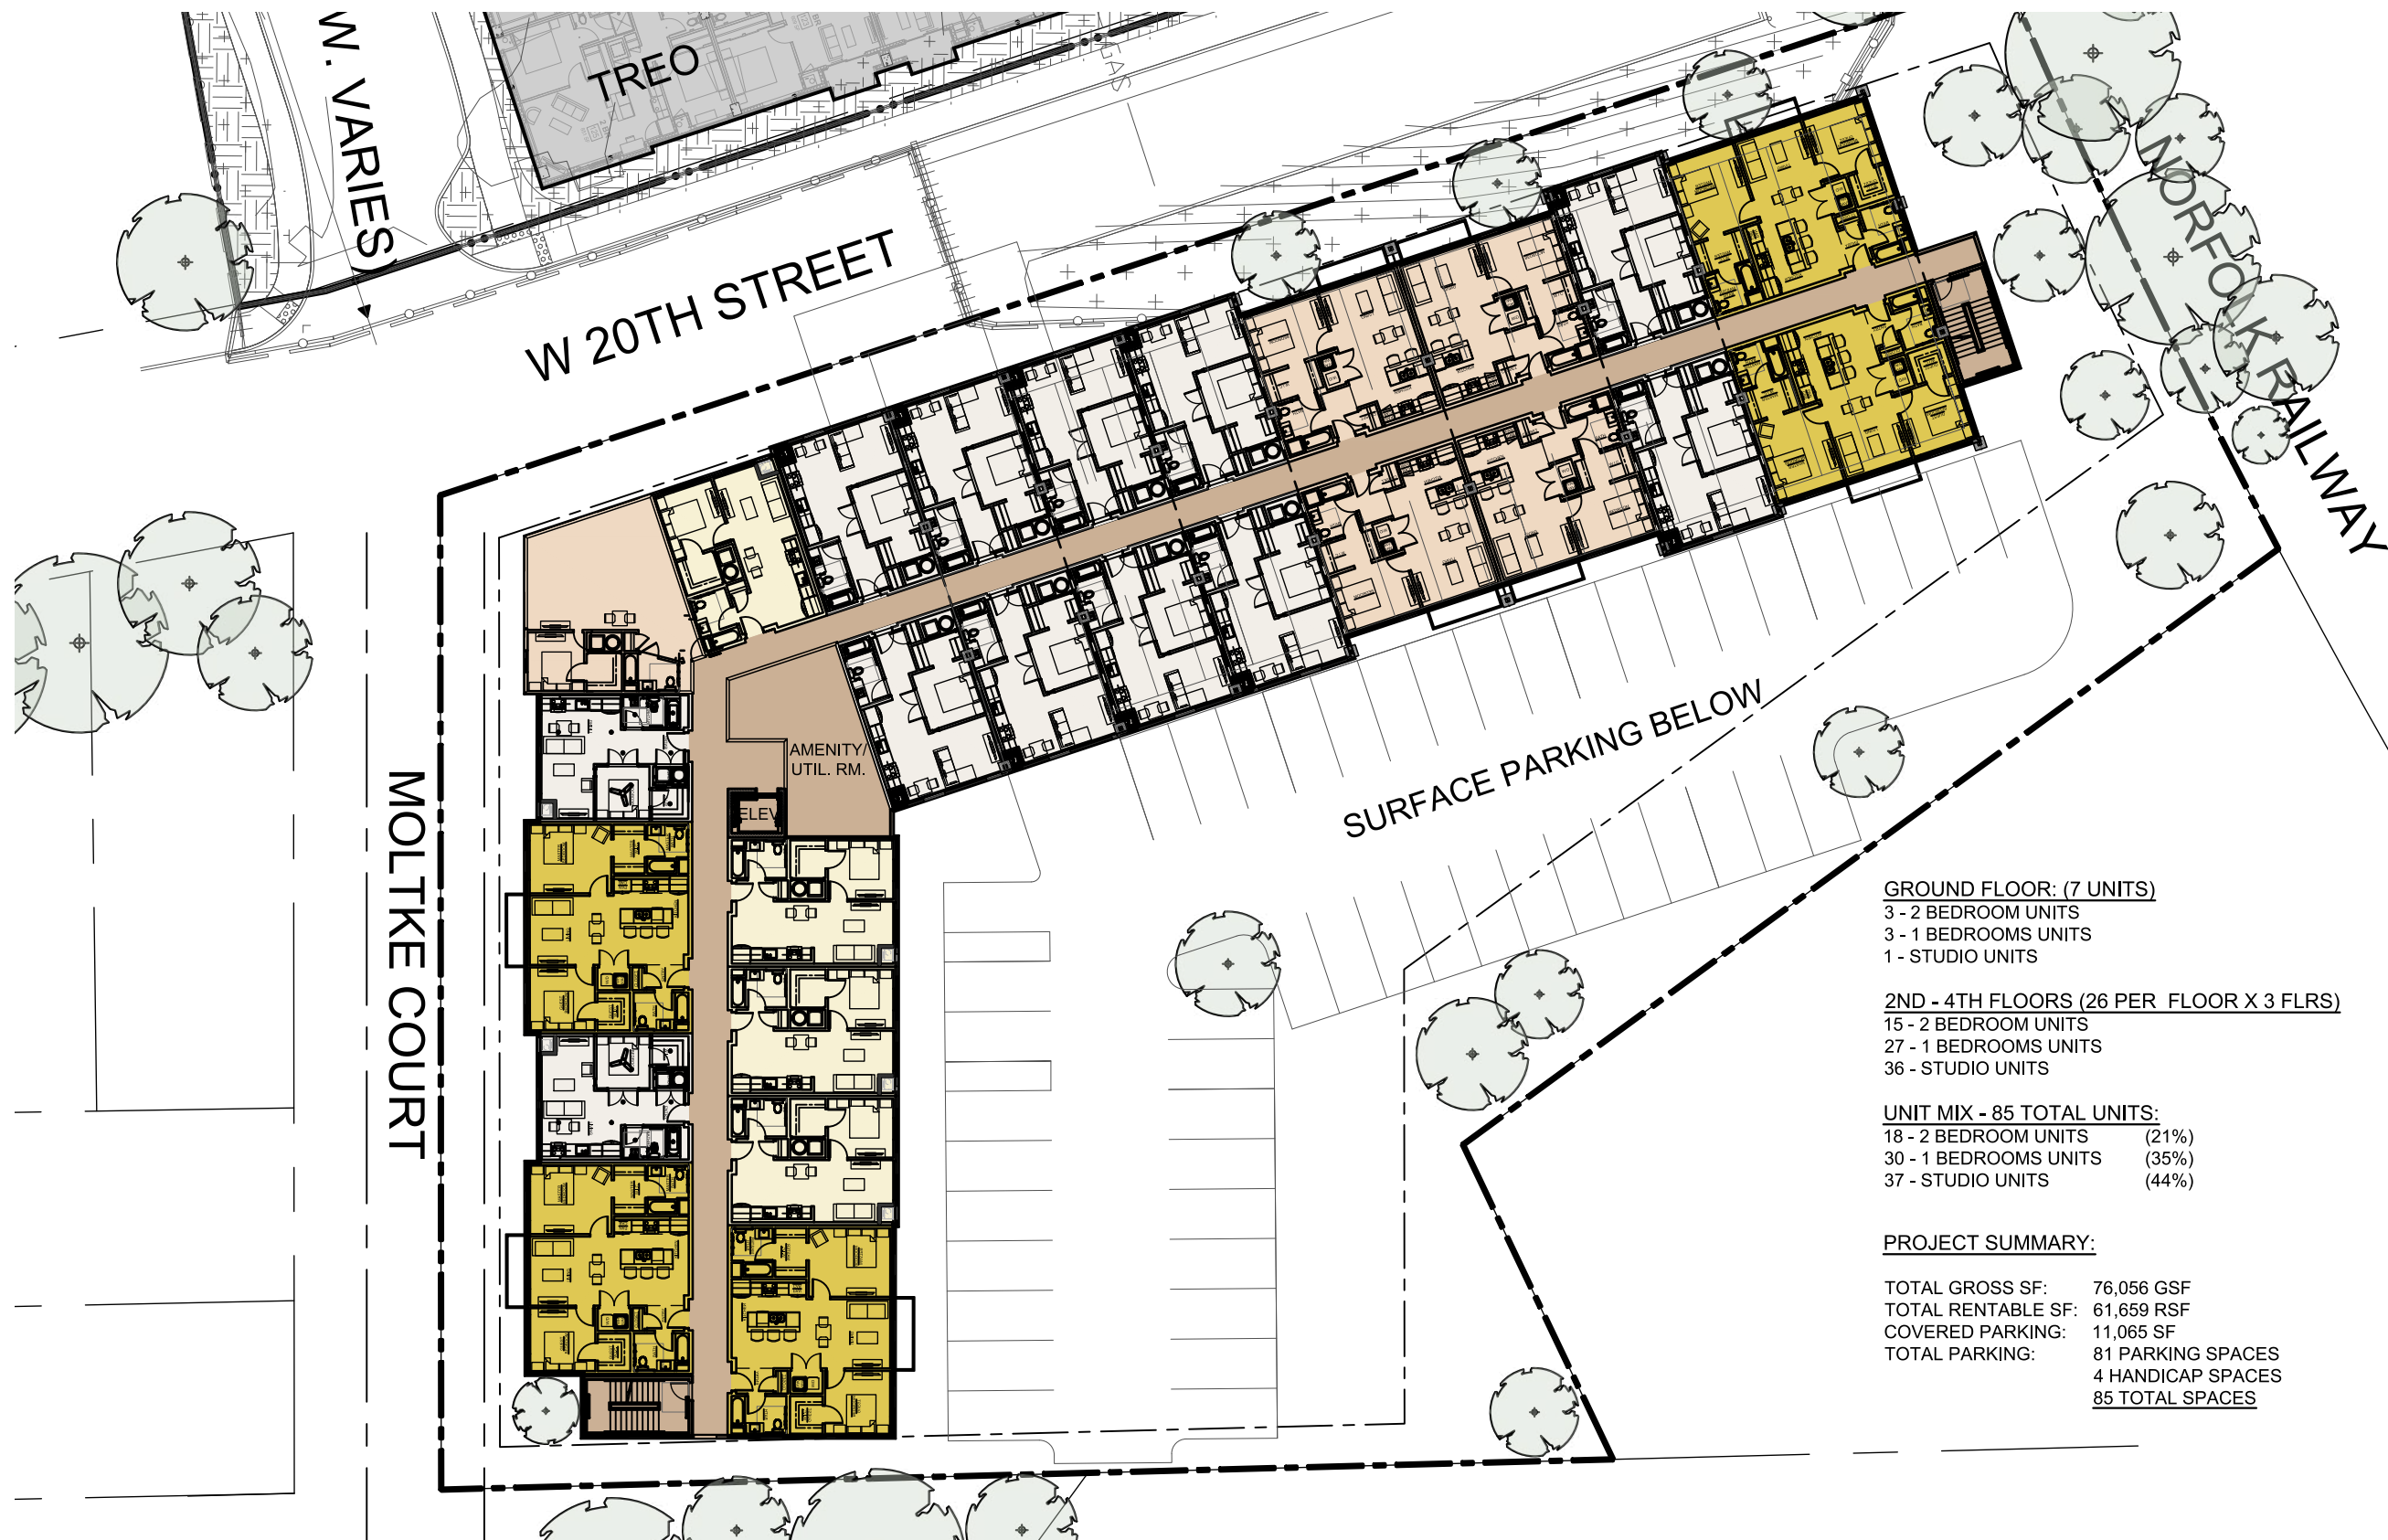 W. VARIES)
TREO
GAS
W 20TH STREET
NORFOLK RAILWAY
MOLTKE COURT
AMENITY/
UTIL. RM.
ELEV
SURFACE PARKING BELOW
GROUND FLOOR: (7 UNITS)
3 - 2 BEDROOM UNITS
3 - 1 BEDROOMS UNITS
1 - STUDIO UNITS
2ND - 4TH FLOORS (26 PER FLOOR X 3 FLRS)
15 - 2 BEDROOM UNITS
27 - 1 BEDROOMS UNITS
36 - STUDIO UNITS
UNIT MIX - 85 TOTAL UNITS:
18 - 2 BEDROOM UNITS (21%)
30 - 1 BEDROOMS UNITS (35%)
37 - STUDIO UNITS (44%)
PROJECT SUMMARY:
TOTAL GROSS SF: 76,056 GSF
TOTAL RENTABLE SF: 61,659 RSF
COVERED PARKING: 11,065 SF
TOTAL PARKING: 81 PARKING SPACES
4 HANDICAP SPACES
85 TOTAL SPACES